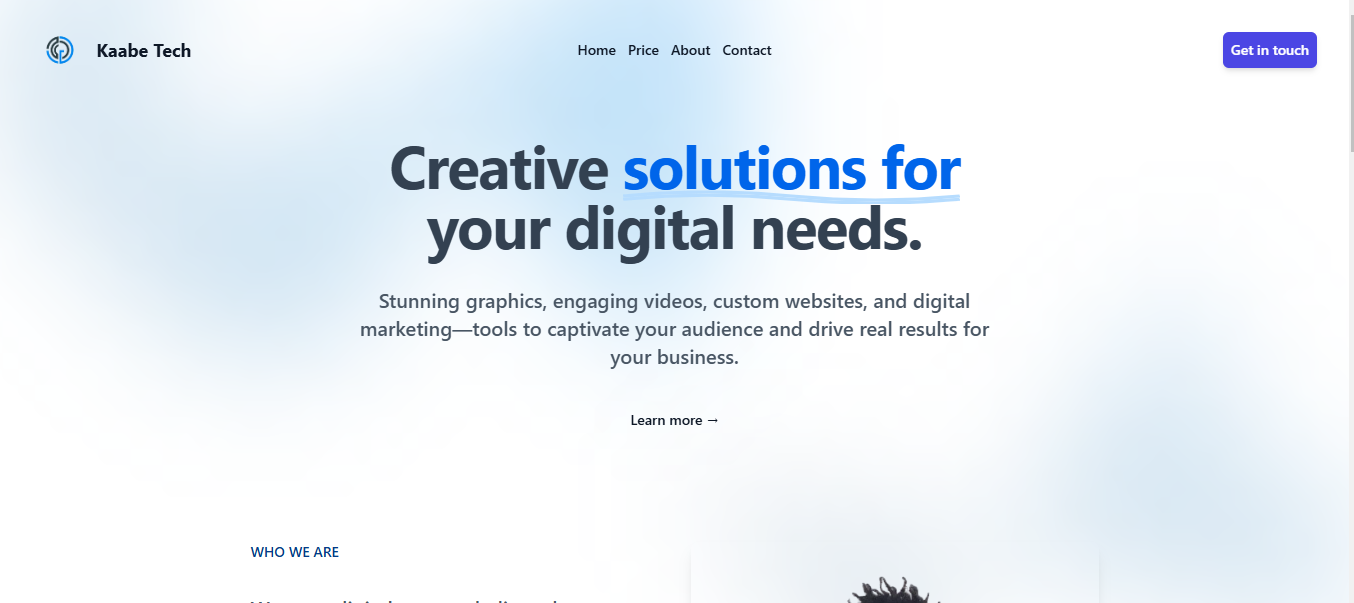 Kaabe Tech
Home Price About Contact
Get in touch
Creative solutions for
your digital needs.
Stunning graphics, engaging videos, custom websites, and digital
marketing—tools to captivate your audience and drive real results for
your business.
Learn more →
WHO WE ARE